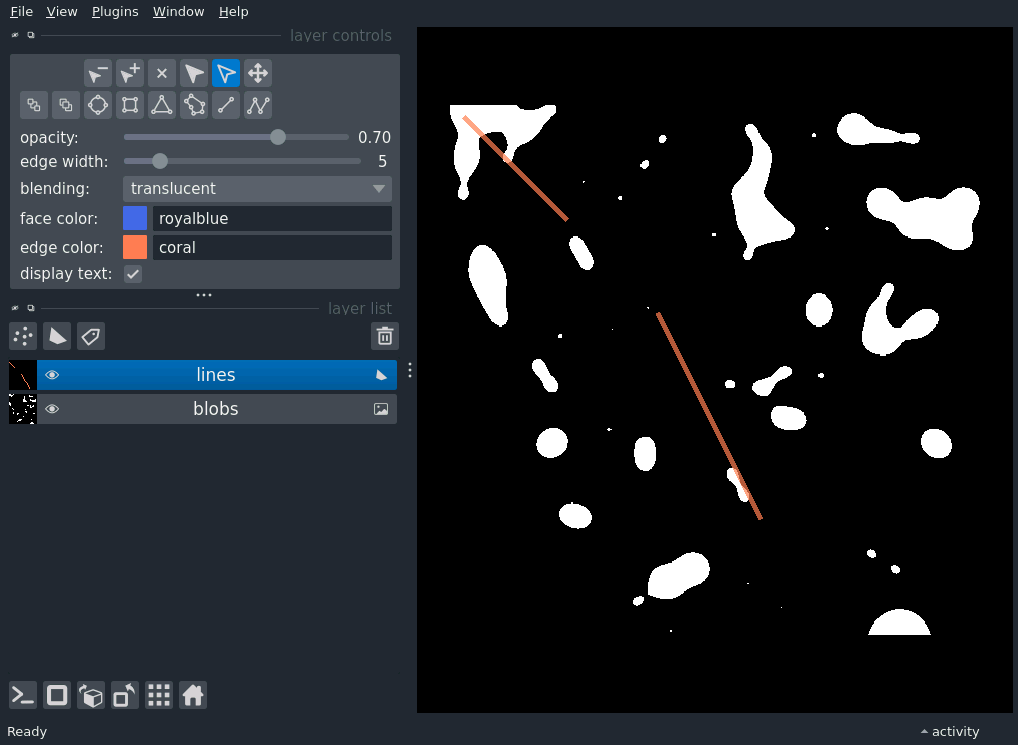 File View Plugins Window Help
layer controls
opacity: 0.70
edge width: 5
blending: translucent
face color: royalblue
edge color: coral
display text:
layer list
lines
blobs
Ready
activity